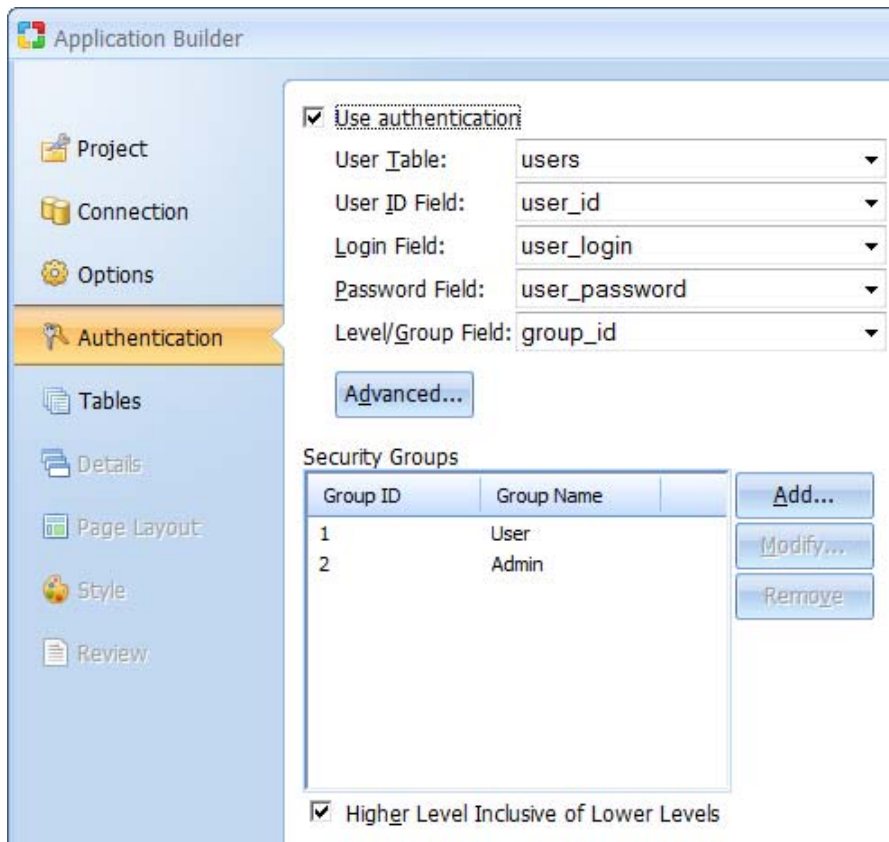 Application Builder
Project
Connection
Options
Authentication
Tables
Details
Page Layout
Style
Review
Use authentication
User Table: users
User ID Field: user_id
Login Field: user_login
Password Field: user_password
Level/Group Field: group_id
Advanced...
Security Groups
Group ID Group Name
1 User
2 Admin
Add...
Modify...
Remove
Higher Level Inclusive of Lower Levels